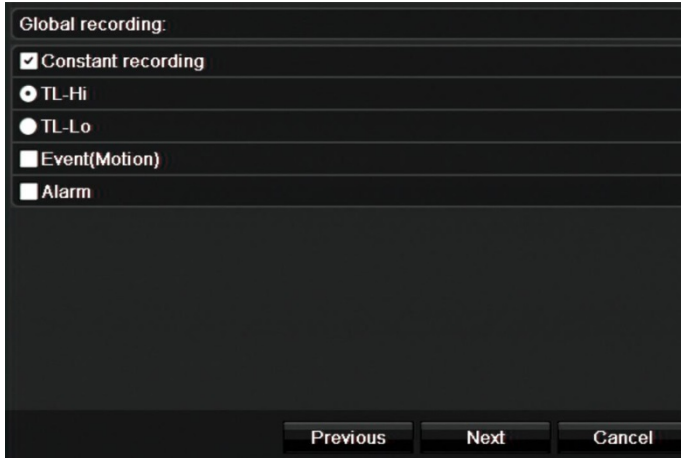 Global recording:
Constant recording
TL-Hi
TL-Lo
Event(Motion)
Alarm
Previous Next Cancel